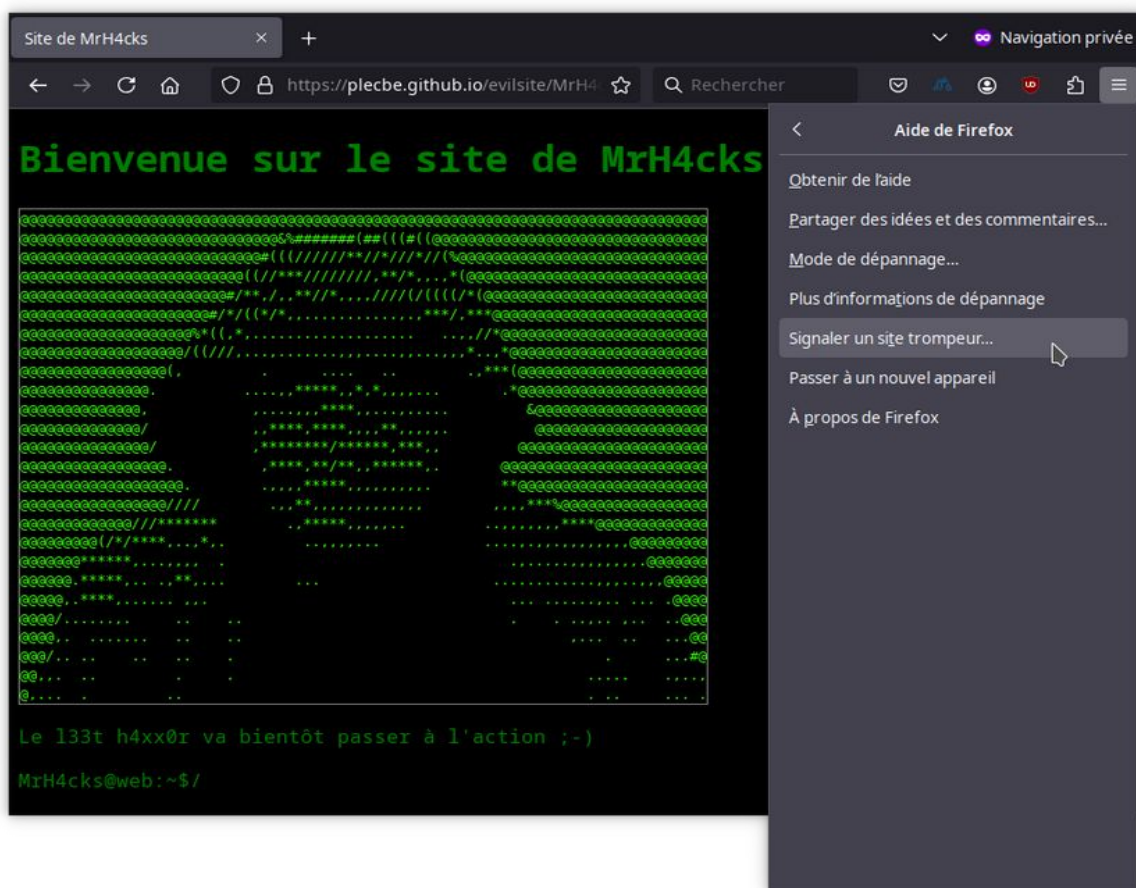 Site de MrH4cks
Navigation privée
https://plecbe.github.io/evilsite/MrH4
Rechercher
Aide de Firefox
Bienvenue sur le site de MrH4cks
Obtenir de l'aide
Partager des idées et des commentaires...
Mode de dépannage...
Plus d'informations de dépannage
Signaler un site trompeur...
Passer à un nouvel appareil
À propos de Firefox
Le l33t h4xx0r va bientôt passer à l'action ;-)
MrH4cks@web:~$/